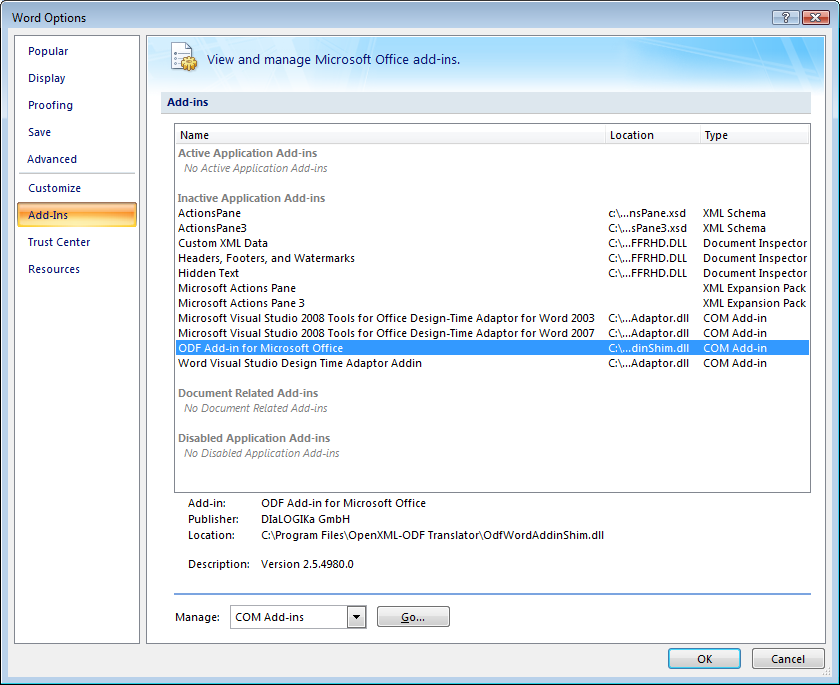 Word Options
Popular
Display
Proofing
Save
Advanced
Customize
Add-Ins
Trust Center
Resources
View and manage Microsoft Office add-ins.
Add-ins
Name Location Type
Active Application Add-ins
No Active Application Add-ins
Inactive Application Add-ins
ActionsPane c:\...nsPane.xsd XML Schema
ActionsPane3 C:\...sPane3.xsd XML Schema
Custom XML Data C:\...FFRHD.DLL Document Inspector
Headers, Footers, and Watermarks C:\...FFRHD.DLL Document Inspector
Hidden Text C:\...FFRHD.DLL Document Inspector
Microsoft Actions Pane XML Expansion Pack
Microsoft Actions Pane 3 XML Expansion Pack
Microsoft Visual Studio 2008 Tools for Office Design-Time Adaptor for Word 2003 C:\...Adaptor.dll COM Add-in
Microsoft Visual Studio 2008 Tools for Office Design-Time Adaptor for Word 2007 C:\...Adaptor.dll COM Add-in
ODF Add-in for Microsoft Office C:\...dinShim.dll COM Add-in
Word Visual Studio Design Time Adaptor Addin C:\...Adaptor.dll COM Add-in
Document Related Add-ins
No Document Related Add-ins
Disabled Application Add-ins
No Disabled Application Add-ins
Add-in: ODF Add-in for Microsoft Office
Publisher: DIaLOGIKa GmbH
Location: C:\Program Files\OpenXML-ODF Translator\OdfWordAddinShim.dll
Description: Version 2.5.4980.0
Manage: COM Add-ins Go...
OK Cancel